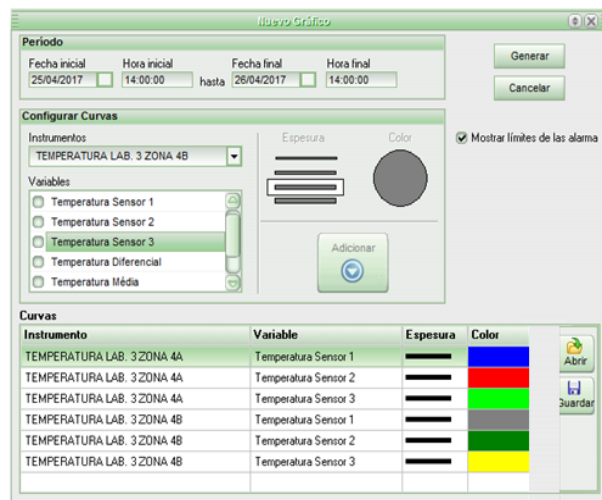 Nuevo Gráfico
Periodo
Fecha inicial Hora inicial Fecha final Hora final
25/04/2017 14:00:00 hasta 26/04/2017 14:00:00
Generar
Cancelar
Configurar Curvas
Instrumentos
TEMPERATURA LAB. 3 ZONA 4B
Espesura Color
Mostrar límites de las alarma
Variables
Temperatura Sensor 1
Temperatura Sensor 2
Temperatura Sensor 3
Temperatura Diferencial
Temperatura Média
Adicionar
Curvas
Instrumento Variable Espesura Color
TEMPERATURA LAB. 3 ZONA 4A Temperatura Sensor 1
TEMPERATURA LAB. 3 ZONA 4A Temperatura Sensor 2
TEMPERATURA LAB. 3 ZONA 4A Temperatura Sensor 3
TEMPERATURA LAB. 3 ZONA 4B Temperatura Sensor 1
TEMPERATURA LAB. 3 ZONA 4B Temperatura Sensor 2
TEMPERATURA LAB. 3 ZONA 4B Temperatura Sensor 3
Abrir
Guardar